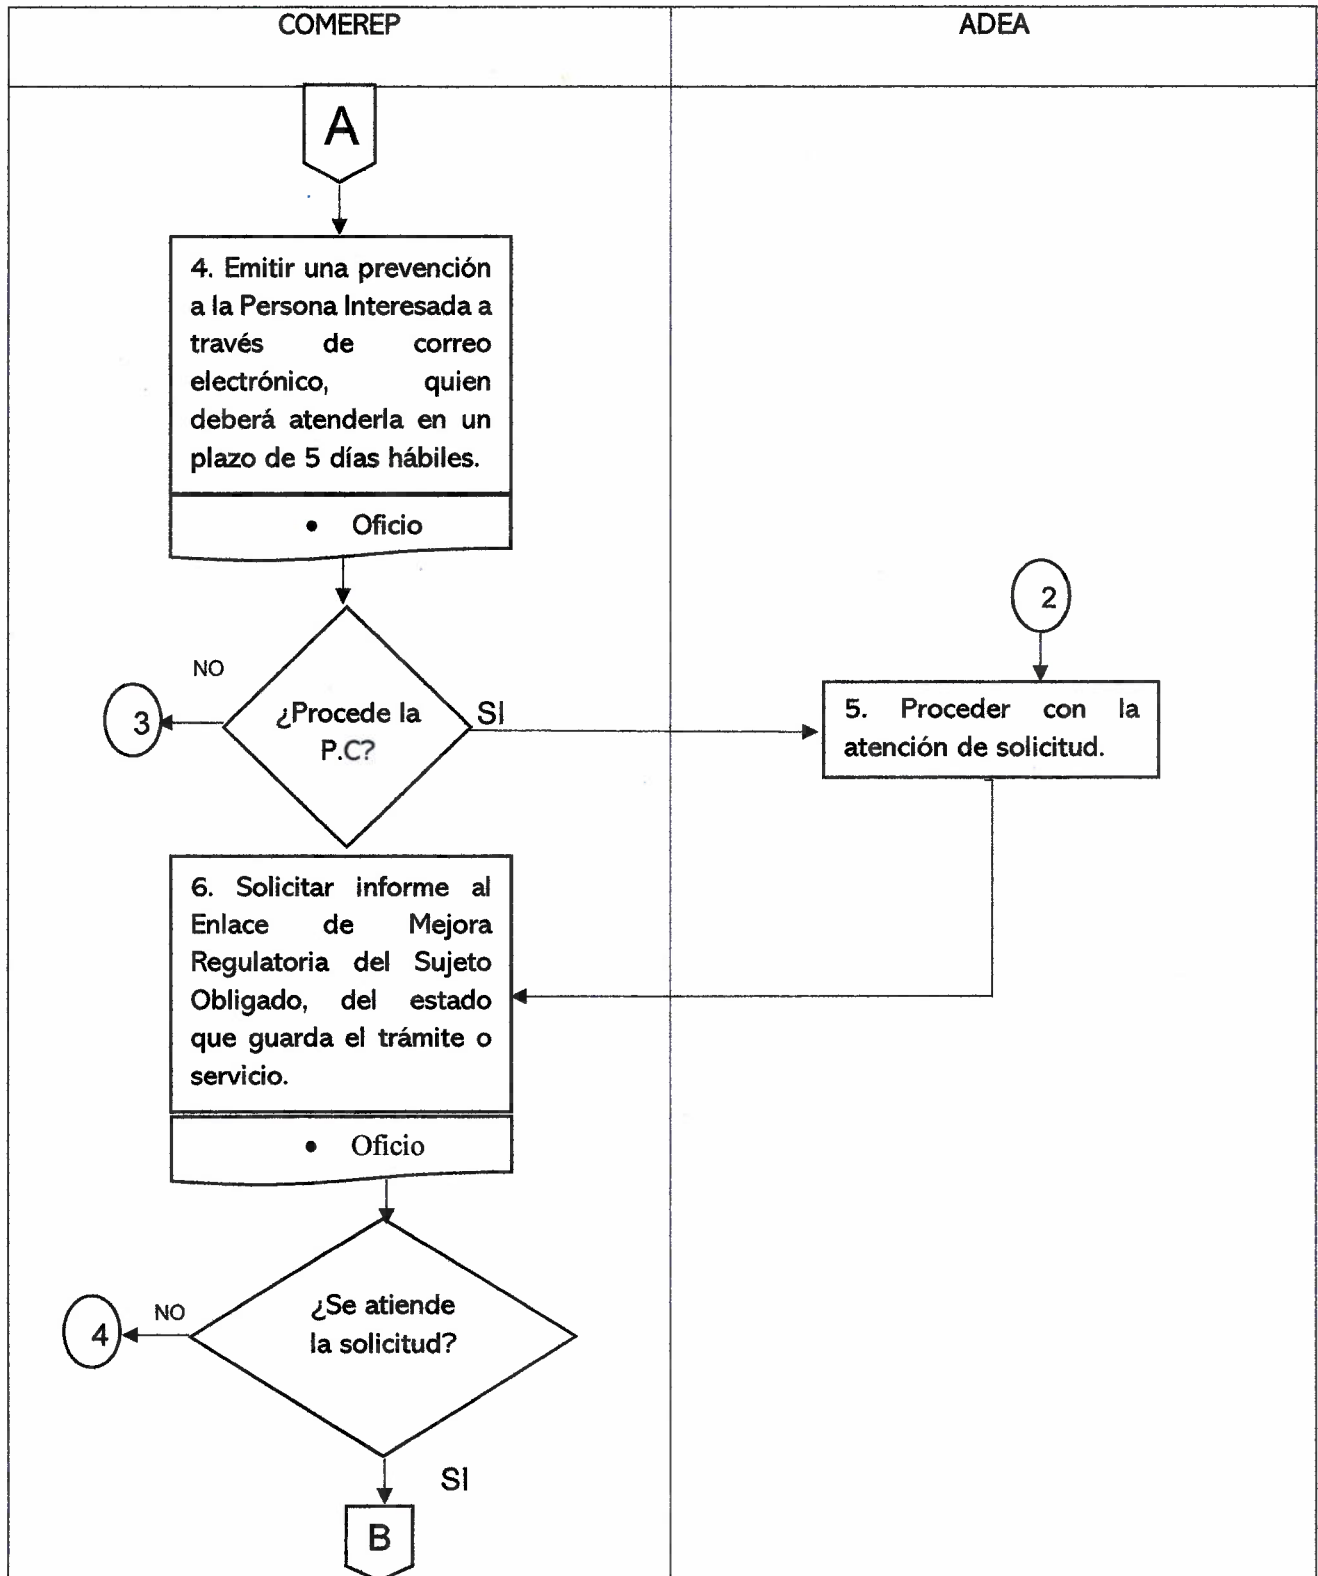 COMEREP
ADEA
A
4. Emitir una prevención
a la Persona Interesada a
través de correo
electrónico, quien
deberá atenderla en un
plazo de 5 días hábiles.
• Oficio
2
NO
3
¿Procede la
P.C?
SI
5. Proceder con la
atención de solicitud.
6. Solicitar informe al
Enlace de Mejora
Regulatoria del Sujeto
Obligado, del estado
que guarda el trámite o
servicio.
• Oficio
¿Se atiende
la solicitud?
NO
4
SI
B